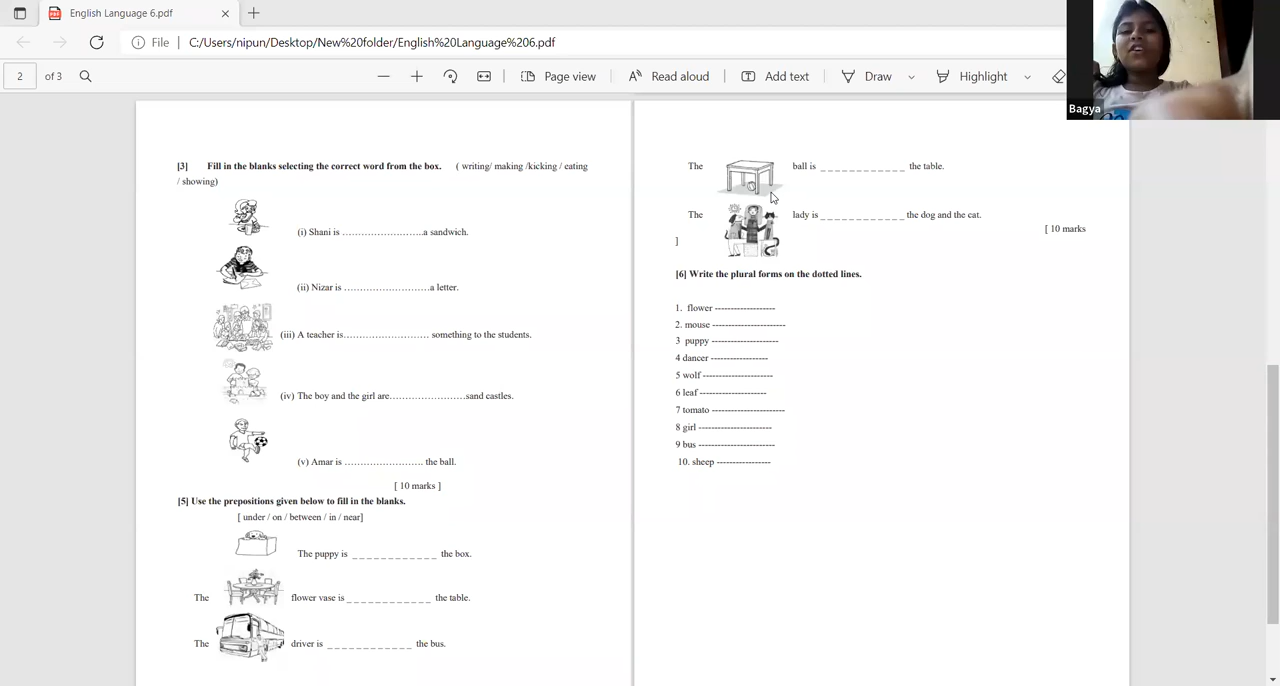 English Language 6.pdf
File | C:/Users/nipun/Desktop/New%20folder/English%20Language%206.pdf
2 of 3 Page view Read aloud Add text Draw Highlight
Bagya
[3] Fill in the blanks selecting the correct word from the box. ( writing/ making /kicking / eating
/ showing)
(i) Shani is ……………………..a sandwich.
(ii) Nizar is ………………………..a letter.
(iii) A teacher is……………………….. something to the students.
(iv) The boy and the girl are…………………….sand castles.
(v) Amar is …………………….. the ball.
[ 10 marks ]
[5] Use the prepositions given below to fill in the blanks.
[ under / on / between / in / near]
The puppy is _ _ _ _ _ _ _ _ _ _ _ _ the box.
The flower vase is _ _ _ _ _ _ _ _ _ _ _ _ the table.
The driver is _ _ _ _ _ _ _ _ _ _ _ _ the bus.
The ball is _ _ _ _ _ _ _ _ _ _ _ _ the table.
The lady is _ _ _ _ _ _ _ _ _ _ _ _ the dog and the cat.
[ 10 marks
]
[6] Write the plural forms on the dotted lines.
1. flower -------------------
2. mouse -----------------------
3 puppy ---------------------
4 dancer ------------------
5 wolf ----------------------
6 leaf ---------------------
7 tomato -----------------------
8 girl -----------------------
9 bus ------------------------
10. sheep -----------------